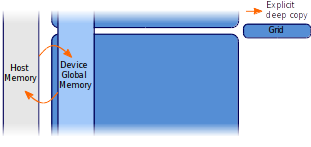 Explicit
deep copy
Grid
Host
Memory
Device
Global
Memory